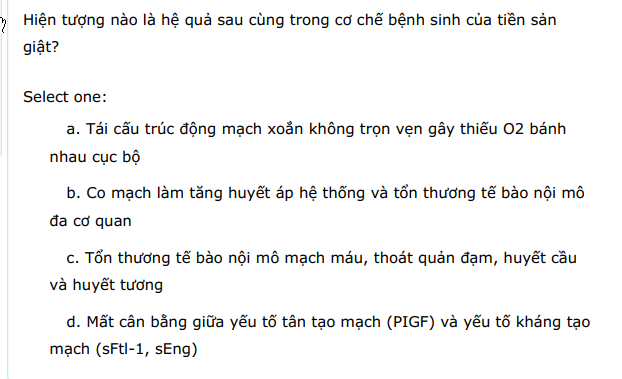 Hiện tượng nào là hệ quả sau cùng trong cơ chế bệnh sinh của tiền sản
giật?
Select one:
a. Tái cấu trúc động mạch xoắn không trọn vẹn gây thiếu O2 bánh
nhau cục bộ
b. Co mạch làm tăng huyết áp hệ thống và tổn thương tế bào nội mô
đa cơ quan
c. Tổn thương tế bào nội mô mạch máu, thoát quản đạm, huyết cầu
và huyết tương
d. Mất cân bằng giữa yếu tố tân tạo mạch (PIGF) và yếu tố kháng tạo
mạch (sFtl-1, sEng)